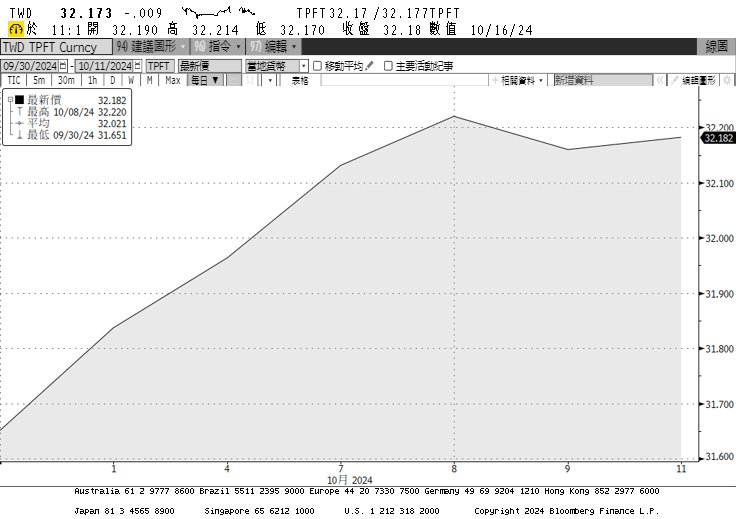 TWD 32.173 -.009 TPFT32.17 /32.177TPFT
於 11:1 開 32.190 高 32.214 低 32.170 收盤 32.18 數值 10/16/24
TWD TPFT Curncy 94) 建議圖形 96) 指令 97) 編輯 線圖
09/30/2024 - 10/11/2024 TPFT 最新價 當地貨幣 移動平均 主要活動紀事
TIC 5m 30m 1h 1D 5D M Max 每日▼ 表格 + 相關資料 新增資料 « 編輯圖形
最新價 32.182
最高 10/08/24 32.220
平均 32.021
最低 09/30/24 31.651
32.200
32.182
32.100
32.000
31.900
31.800
31.700
31.600
1 4 7 8 9 11
10月 2024
Australia 61 2 9777 8600 Brazil 5511 2395 9000 Europe 44 20 7330 7500 Germany 49 69 9204 1210 Hong Kong 852 2977 6000
Japan 81 3 4565 8900 Singapore 65 6212 1000 U.S. 1 212 318 2000 Copyright 2024 Bloomberg Finance L.P.